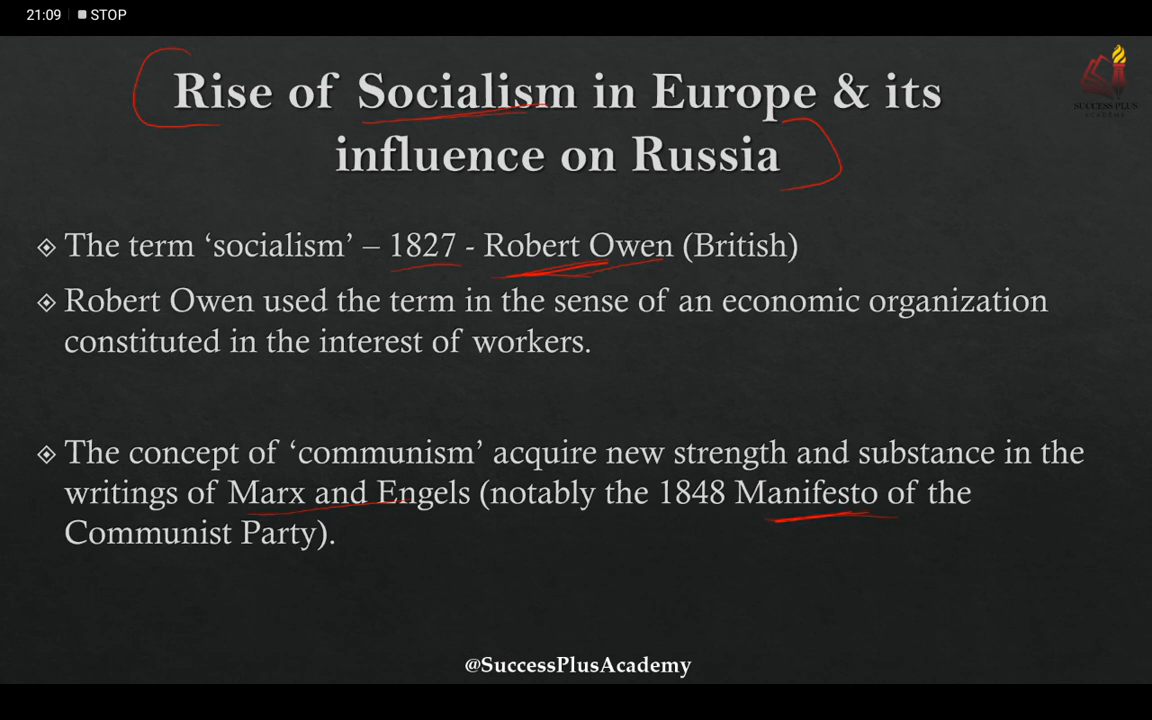 21:09 STOP
Rise of Socialism in Europe & its
influence on Russia
SUCCESS PLUS
ACADEMY
The term ‘socialism’ – 1827 - Robert Owen (British)
Robert Owen used the term in the sense of an economic organization
constituted in the interest of workers.
The concept of ‘communism’ acquire new strength and substance in the
writings of Marx and Engels (notably the 1848 Manifesto of the
Communist Party).
@SuccessPlusAcademy